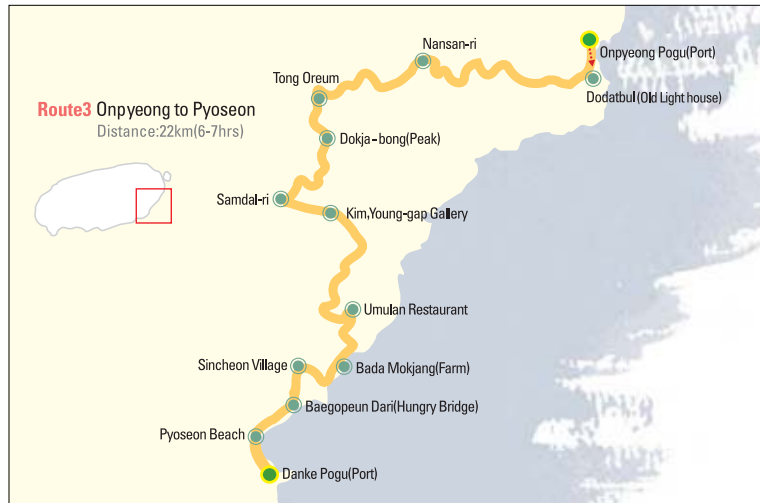 Route3 Onpyeong to Pyoseon
Distance:22km(6-7hrs)
Onpyeong Pogu(Port)
Dodatbul(Old Light house)
Nansan-ri
Tong Oreum
Dokja-bong(Peak)
Samdal-ri
Kim,Young-gap Gallery
Umulan Restaurant
Bada Mokjang(Farm)
Sincheon Village
Baegopeun Dari(Hungry Bridge)
Pyoseon Beach
Danke Pogu(Port)